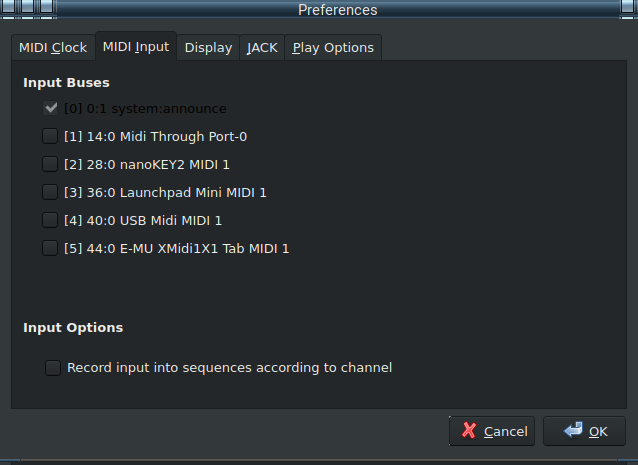 Preferences
MIDI Clock MIDI Input Display JACK Play Options
Input Buses
[0] 0:1 system:announce
[1] 14:0 Midi Through Port-0
[2] 28:0 nanoKEY2 MIDI 1
[3] 36:0 Launchpad Mini MIDI 1
[4] 40:0 USB Midi MIDI 1
[5] 44:0 E-MU XMidi1X1 Tab MIDI 1
Input Options
Record input into sequences according to channel
Cancel OK